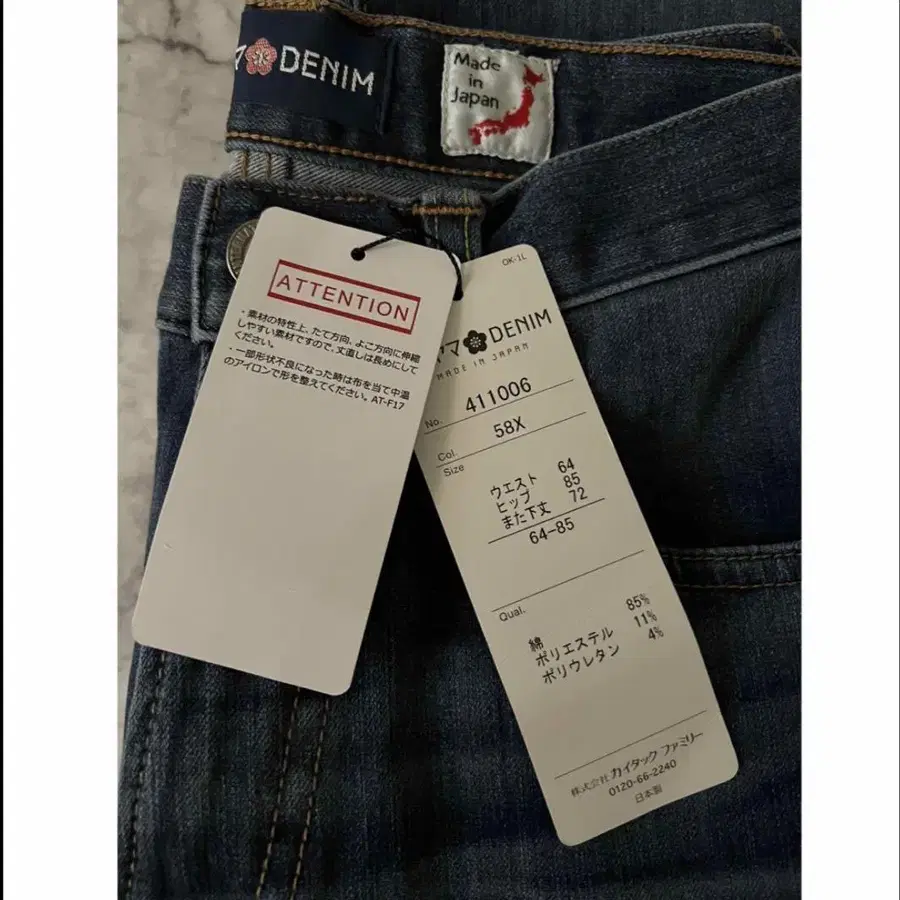 マ DENIM
Made
in
Japan
ATTENTION
・素材の特性上、たて方向、よこ方向に伸縮
しやすい素材ですので、丈直しは長めにして
ください。
・一部形状不良になった時は布を当て中温
のアイロンで形を整えてください。AT-F17
OK-1L
ヤマ DENIM
MADE IN JAPAN
No. 411006
Col. 58X
Size
ウエスト 64
ヒップ 85
また下丈 72
64-85
Qual.
綿 85%
ポリエステル 11%
ポリウレタン 4%
株式会社 カイタック ファミリー
0120-66-2240
日本製